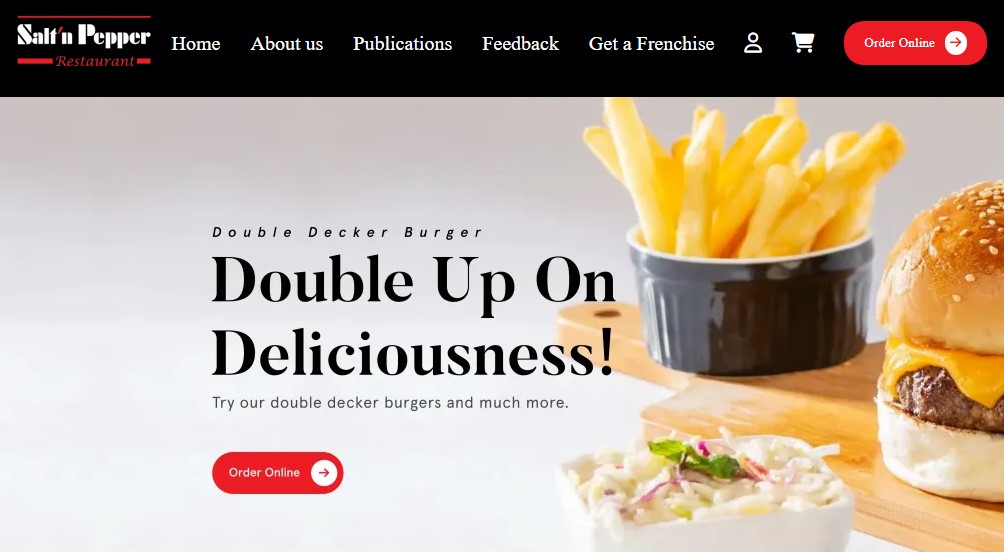 Salt'n Pepper
Restaurant
Home About us Publications Feedback Get a Frenchise Order Online
Double Decker Burger
Double Up On
Deliciousness!
Try our double decker burgers and much more.
Order Online